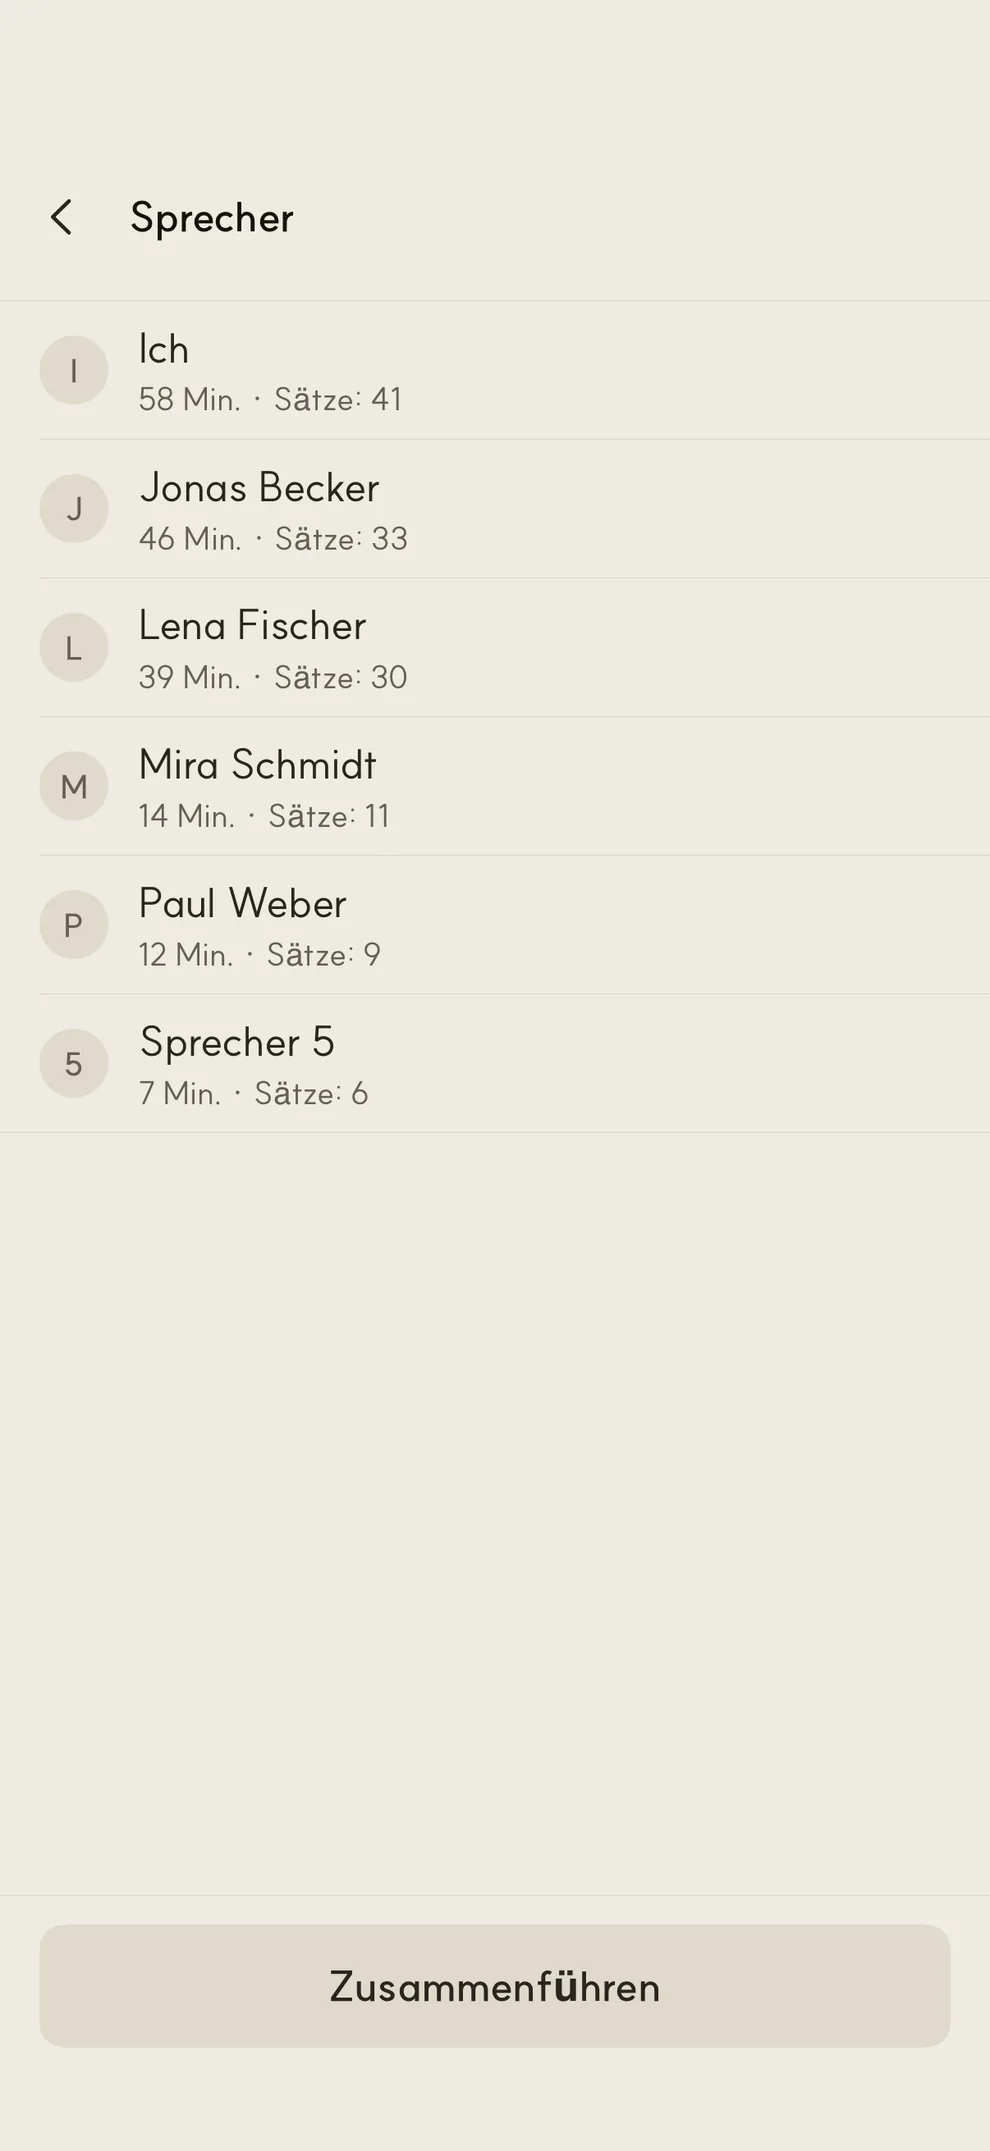 Sprecher
I
Ich
58 Min. · Sätze: 41
J
Jonas Becker
46 Min. · Sätze: 33
L
Lena Fischer
39 Min. · Sätze: 30
M
Mira Schmidt
14 Min. · Sätze: 11
P
Paul Weber
12 Min. · Sätze: 9
5
Sprecher 5
7 Min. · Sätze: 6
Zusammenführen